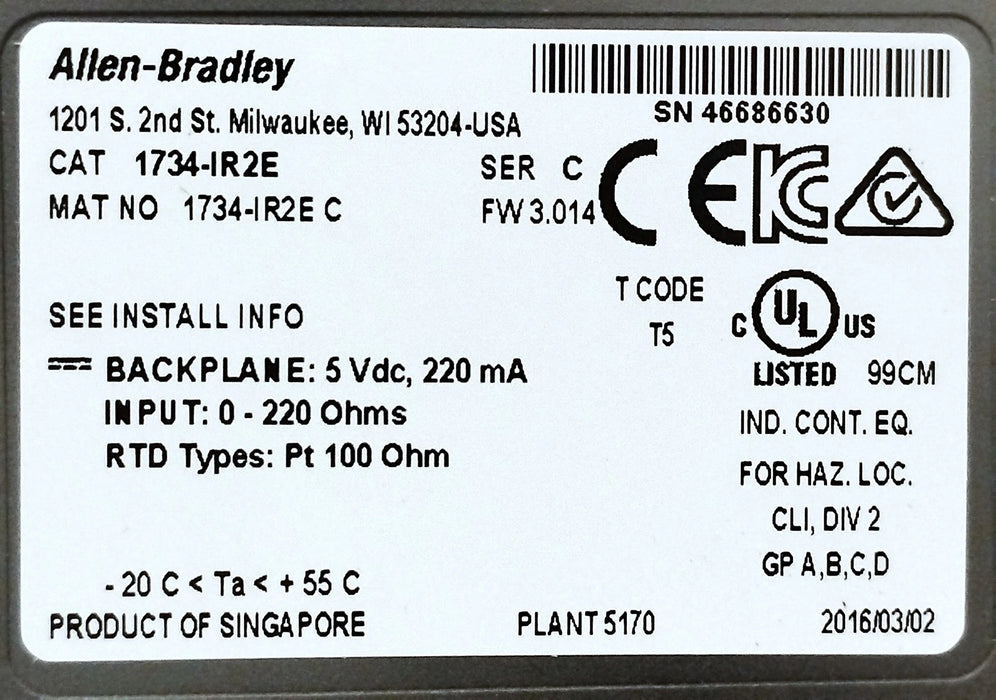 Allen-Bradley
SN 46686630
1201 S. 2nd St. Milwaukee, WI 53204-USA
CAT 1734-IR2E SER C
MAT NO 1734-IR2E C FW 3.014
CE
KC
T CODE
T5
C UL US
LISTED 99CM
SEE INSTALL INFO
BACKPLANE: 5 Vdc, 220 mA
INPUT: 0 - 220 Ohms
RTD Types: Pt 100 Ohm
IND. CONT. EQ.
FOR HAZ. LOC.
CLI, DIV 2
GP A,B,C,D
- 20 C < Ta < + 55 C
PRODUCT OF SINGAPORE PLANT 5170 2016/03/02